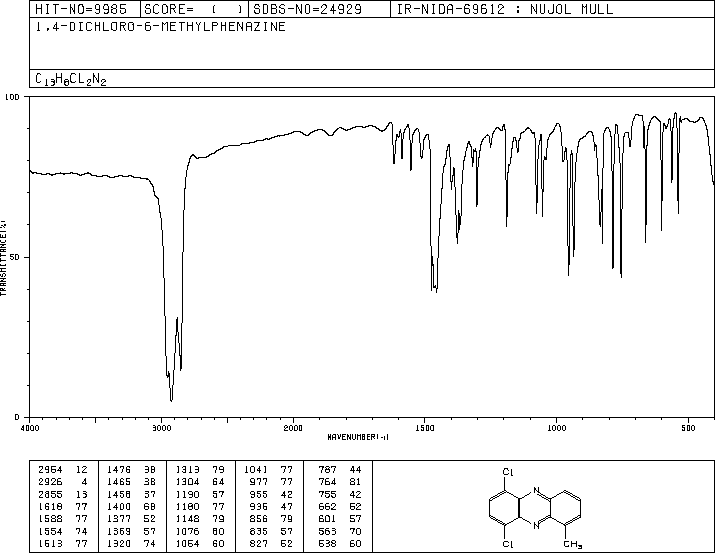 HIT-NO=9985 SCORE= ( ) SDBS-NO=24929 IR-NIDA-69612 : NUJOL MULL
1,4-DICHLORO-6-METHYLPHENAZINE
C13H8CL2N2
100
50
0
TRANSMITTANCE(%)
4000 3000 2000 1500 1000 500
WAVENUMBER(-1)
2954 12 1476 38 1313 79 1041 77 787 44
2926 4 1465 38 1304 64 977 77 764 81
2855 13 1458 37 1190 57 955 42 755 42
1618 77 1400 68 1180 77 936 47 662 52
1588 77 1377 52 1148 79 856 79 601 57
1554 74 1369 57 1076 60 835 57 563 70
1513 77 1320 74 1054 60 827 52 538 60
Cl
N
N
Cl
CH3